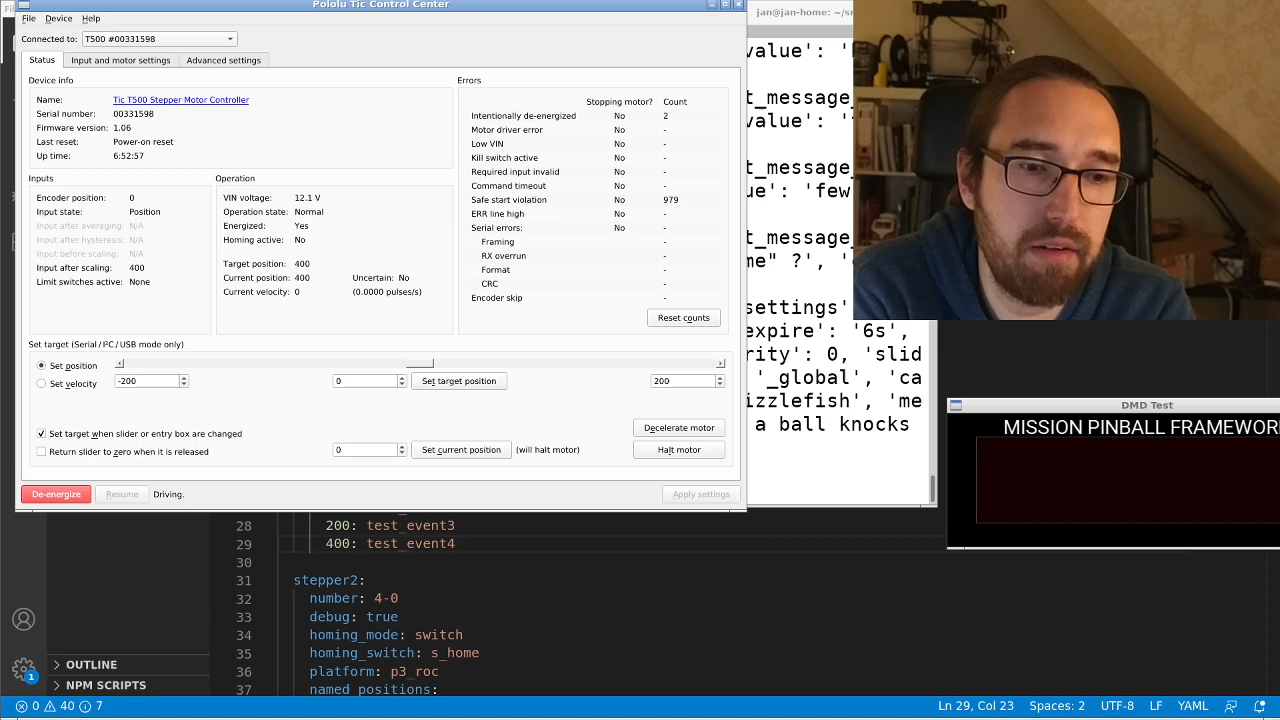 Pololu Tic Control Center
File Device Help
Connected to: T500 #00331598
Status Input and motor settings Advanced settings
Device info
Name: Tic T500 Stepper Motor Controller
Serial number: 00331598
Firmware version: 1.06
Last reset: Power-on reset
Up time: 6:52:57
Inputs
Encoder position: 0
Input state: Position
Input after averaging: N/A
Input after hysteresis: N/A
Input before scaling: N/A
Input after scaling: 400
Limit switches active: None
Operation
VIN voltage: 12.1 V
Operation state: Normal
Energized: Yes
Homing active: No
Target position: 400
Current position: 400 Uncertain: No
Current velocity: 0 (0.0000 pulses/s)
Errors
Stopping motor? Count
Intentionally de-energized No 2
Motor driver error No -
Low VIN No -
Kill switch active No -
Required input invalid No -
Command timeout No -
Safe start violation No 979
ERR line high No -
Serial errors: No -
Framing -
RX overrun -
Format -
CRC -
Encoder skip -
Reset counts
Set target (Serial/I²C/USB mode only)
Set position
Set velocity -200 0 Set target position 200
Decelerate motor
Set target when slider or entry box are changed
Return slider to zero when it is released 0 Set current position (will halt motor) Halt motor
De-energize Resume Driving. Apply settings
jan@jan-home: ~/
value':
t_message_
value': '
t_message_
ue': 'few
t_message_
me" ?',
settings'
expire': '6s',
rity': 0, 'slid
'_global', 'ca
izzlefish', 'me
a ball knocks
DMD Test
MISSION PINBALL FRAMEWOR
28 200: test_event3
29 400: test_event4
30
31 stepper2:
32 number: 4-0
33 debug: true
34 homing_mode: switch
35 homing_switch: s_home
36 platform: p3_roc
37 named_positions:
OUTLINE
NPM SCRIPTS
1
0 40 7 Ln 29, Col 23 Spaces: 2 UTF-8 LF YAML